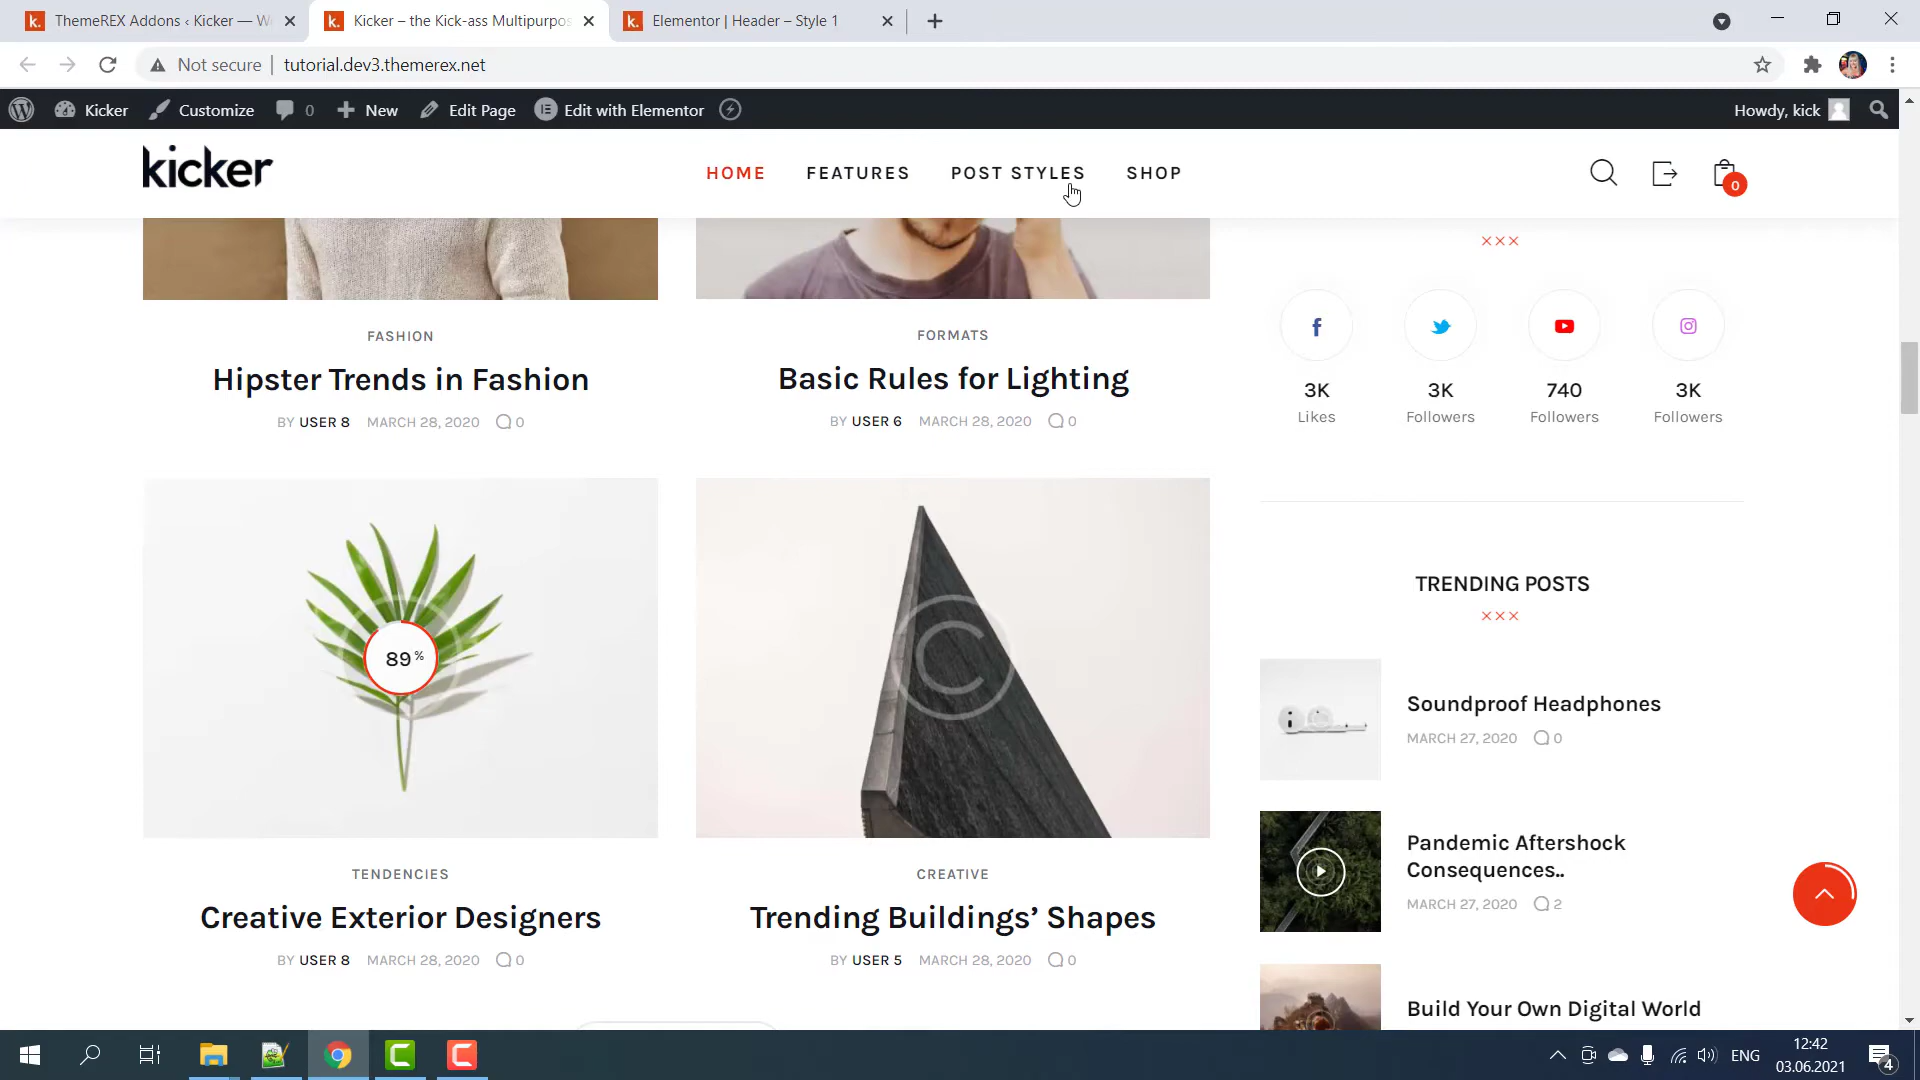 ThemeREX Addons ‹ Kicker — W
Kicker – the Kick-ass Multipurpo
Elementor | Header – Style 1
Not secure
tutorial.dev3.themerex.net
Kicker
Customize
0
New
Edit Page
Edit with Elementor
Howdy, kick
kicker
HOME
FEATURES
POST STYLES
SHOP
0
FASHION
Hipster Trends in Fashion
BY USER 8 MARCH 28, 2020 0
FORMATS
Basic Rules for Lighting
BY USER 6 MARCH 28, 2020 0
3K
Likes
3K
Followers
740
Followers
3K
Followers
89%
C
TENDENCIES
Creative Exterior Designers
BY USER 8 MARCH 28, 2020 0
CREATIVE
Trending Buildings’ Shapes
BY USER 5 MARCH 28, 2020 0
TRENDING POSTS
Soundproof Headphones
MARCH 27, 2020 0
Pandemic Aftershock
Consequences..
MARCH 27, 2020 2
Build Your Own Digital World
ENG
12:42
03.06.2021
4